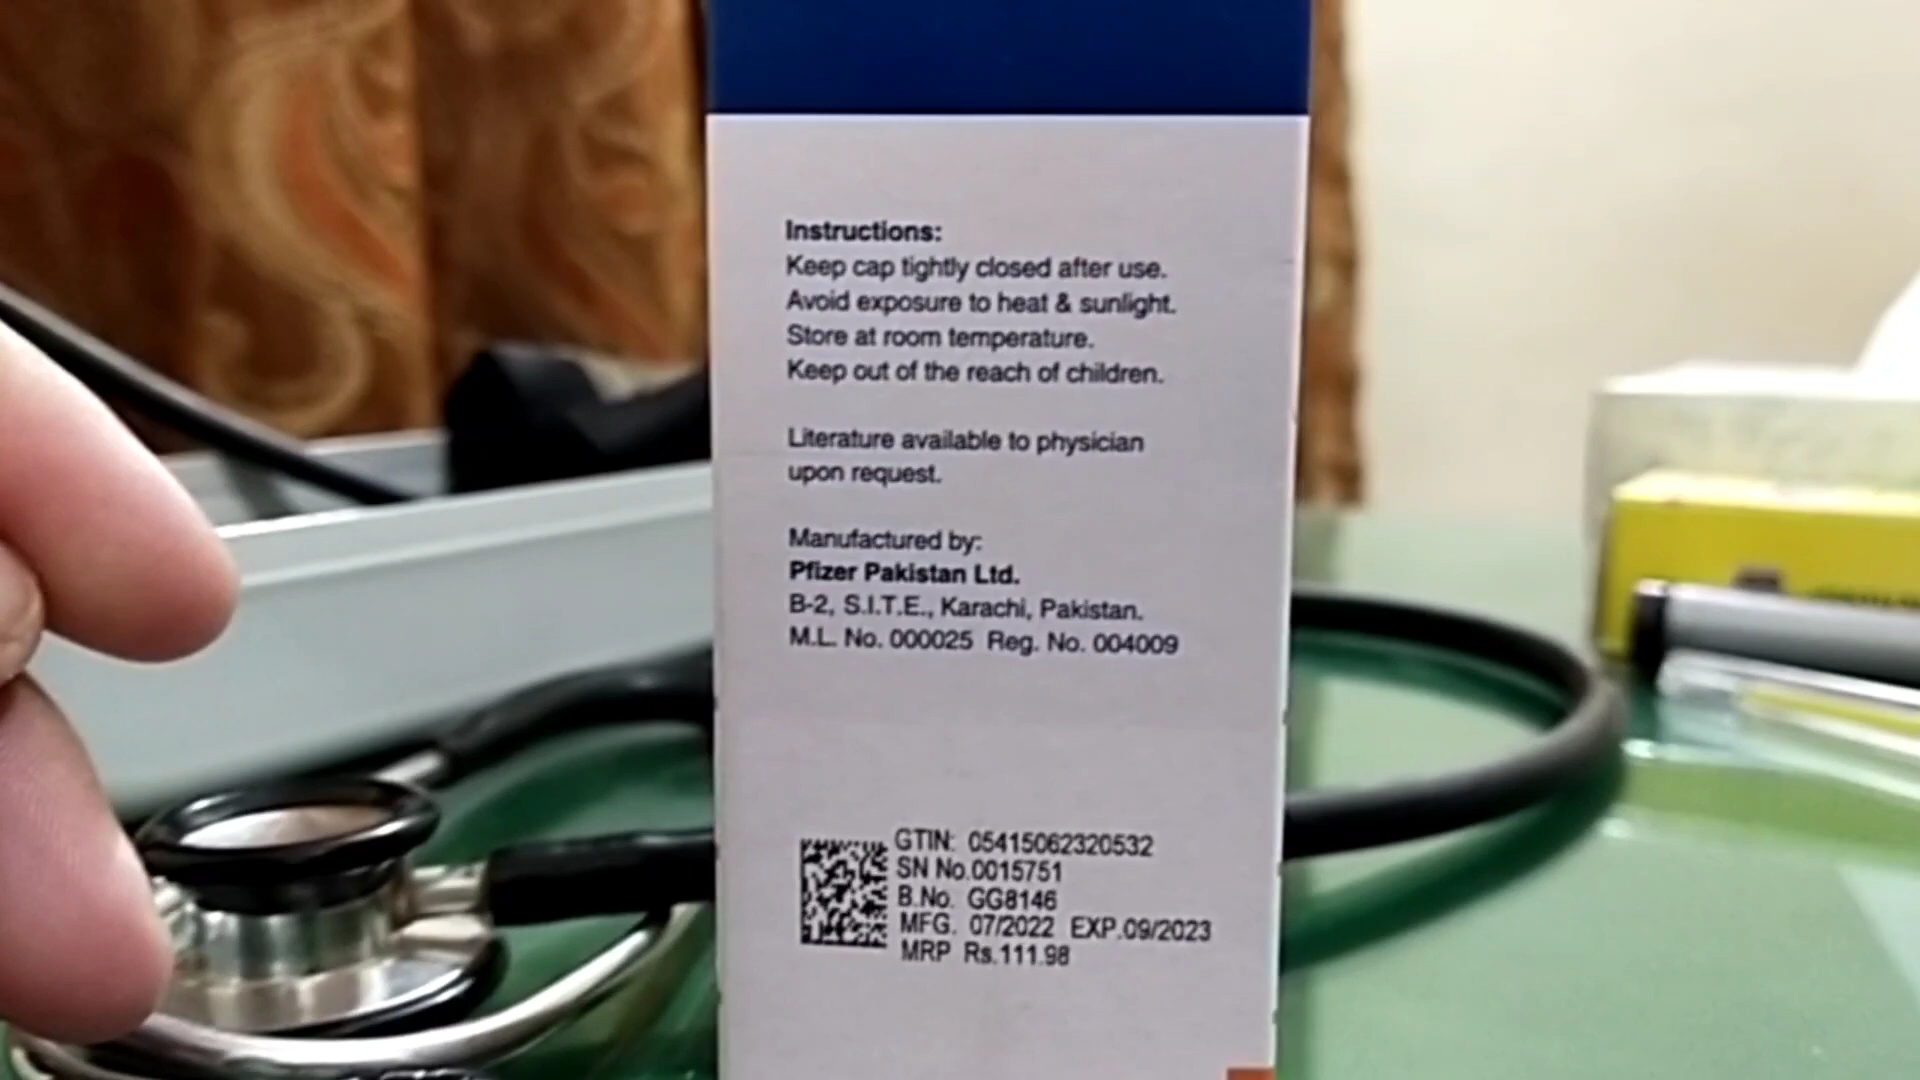 Instructions:
Keep cap tightly closed after use.
Avoid exposure to heat & sunlight.
Store at room temperature.
Keep out of the reach of children.
Literature available to physician
upon request.
Manufactured by:
Pfizer Pakistan Ltd.
B-2, S.I.T.E., Karachi, Pakistan.
M.L. No. 000025 Reg. No. 004009
GTIN: 05415062320532
SN No.0015751
B.No. GG8146
MFG. 07/2022 EXP.09/2023
MRP Rs.111.98